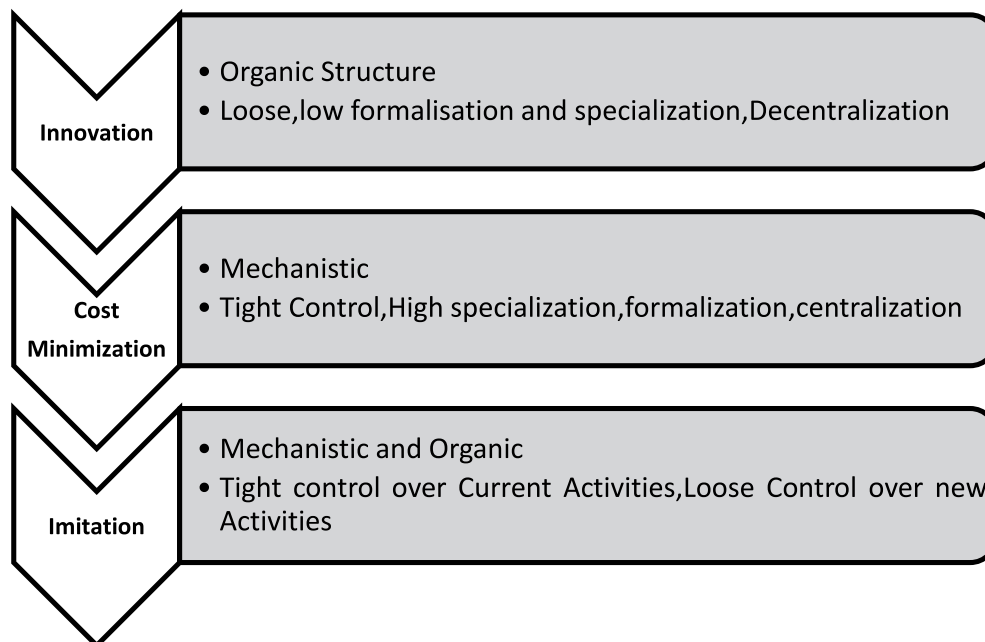 Innovation
• Organic Structure
• Loose,low formalisation and specialization,Decentralization
Cost
Minimization
• Mechanistic
• Tight Control,High specialization,formalization,centralization
Imitation
• Mechanistic and Organic
• Tight control over Current Activities,Loose Control over new
Activities